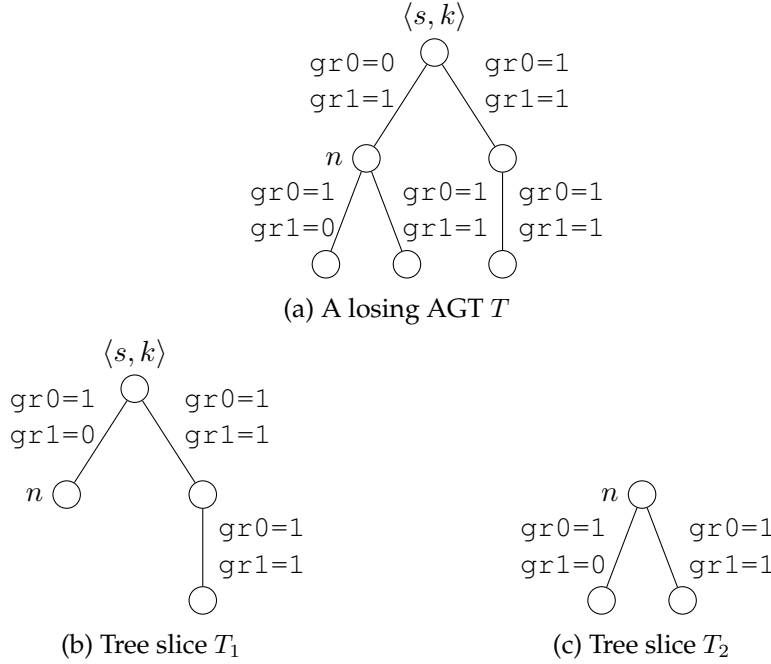 ⟨s, k⟩
gr0=0 gr0=1
gr1=1 gr1=1
n
gr0=1 gr0=1 gr0=1
gr1=0 gr1=1 gr1=1
(a) A losing AGT T
⟨s, k⟩
gr0=1 gr0=1
gr1=0 gr1=1
n n
gr0=1 gr0=1 gr0=1
gr1=1 gr1=0 gr1=1
(b) Tree slice T₁ (c) Tree slice T₂